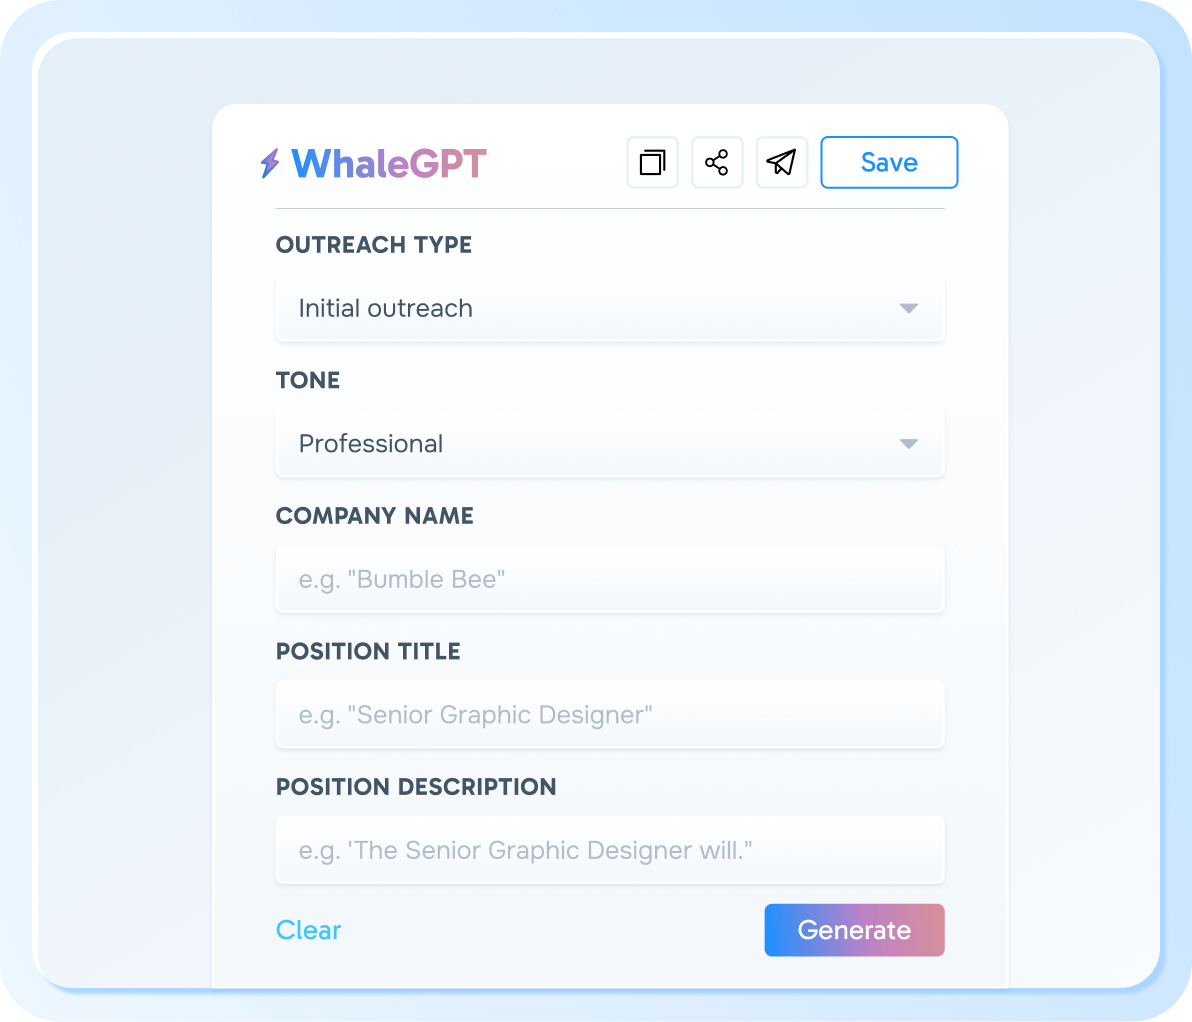 WhaleGPT
Save
OUTREACH TYPE
Initial outreach
TONE
Professional
COMPANY NAME
e.g. "Bumble Bee"
POSITION TITLE
e.g. "Senior Graphic Designer"
POSITION DESCRIPTION
e.g. 'The Senior Graphic Designer will."
Clear
Generate